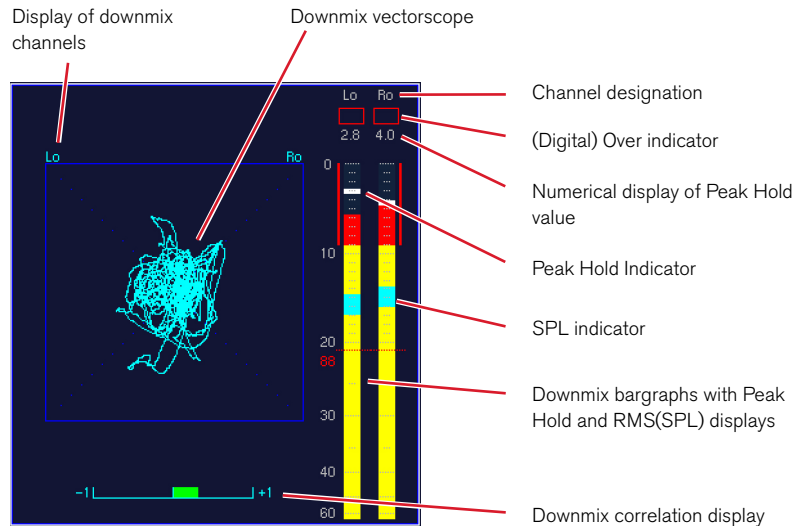 Display of downmix
channels
Downmix vectorscope
Lo Ro
Channel designation
(Digital) Over indicator
2.8 4.0
Lo Ro
0
Numerical display of Peak Hold
value
10
Peak Hold Indicator
SPL indicator
20
88
Downmix bargraphs with Peak
Hold and RMS(SPL) displays
30
40
-1 +1
60
Downmix correlation display